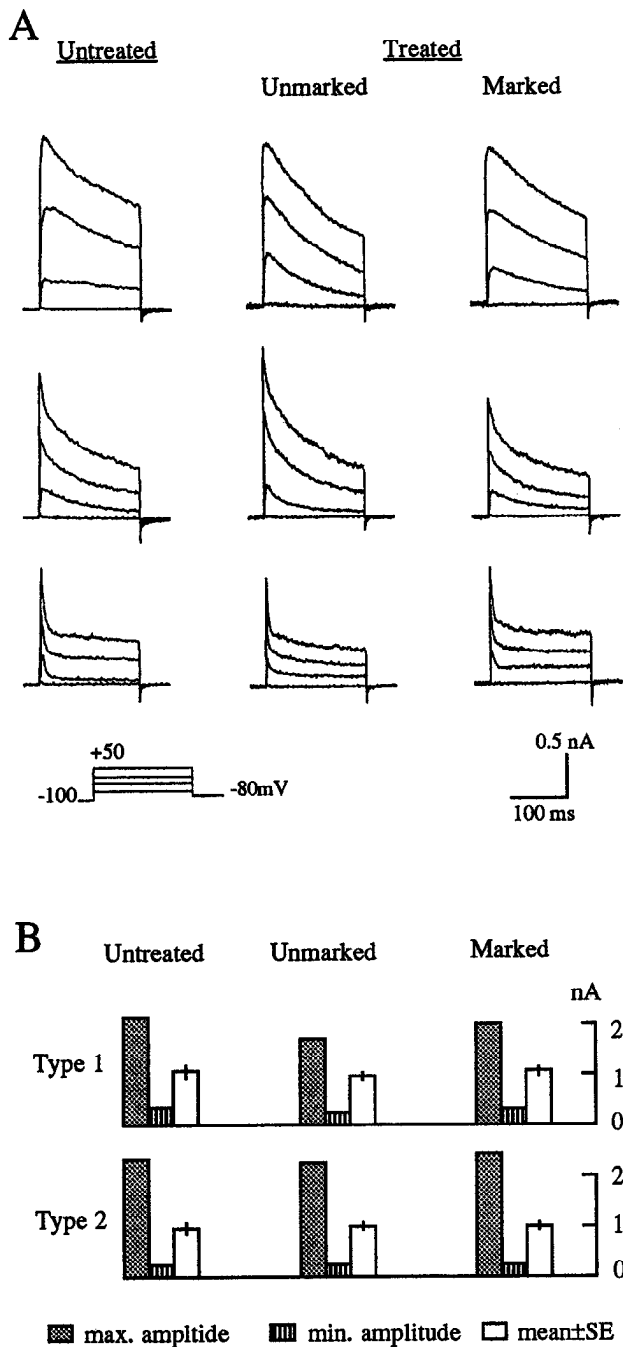 A
Untreated Treated
Unmarked Marked
+50
-100 -80mV
0.5 nA
100 ms
B
Untreated Unmarked Marked
nA
Type 1
2
1
0
Type 2
2
1
0
max. ampltide min. amplitude mean±SE